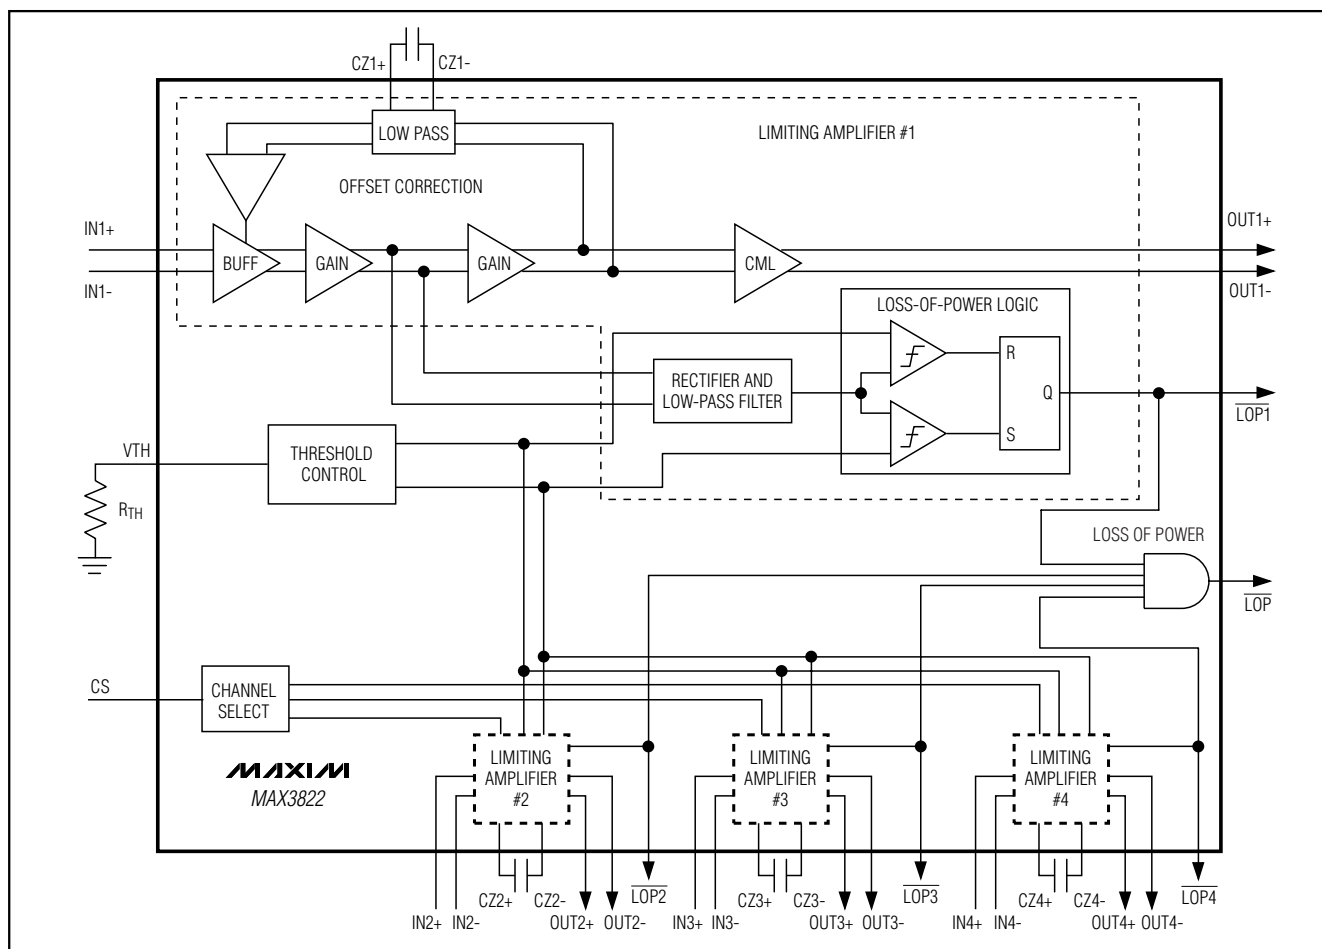 CZ1+ CZ1-
LOW PASS
LIMITING AMPLIFIER #1
OFFSET CORRECTION
IN1+
IN1-
BUFF
GAIN
GAIN
CML
OUT1+
OUT1-
LOSS-OF-POWER LOGIC
R
S
Q
RECTIFIER AND
LOW-PASS FILTER
LOP1
VTH
RTH
THRESHOLD
CONTROL
LOSS OF POWER
LOP
CS
CHANNEL
SELECT
MAXIM
MAX3822
LIMITING
AMPLIFIER
#2
LIMITING
AMPLIFIER
#3
LIMITING
AMPLIFIER
#4
CZ2+ CZ2-
IN2+ IN2-
OUT2+ OUT2-
LOP2
CZ3+ CZ3-
IN3+ IN3-
OUT3+ OUT3-
LOP3
CZ4+ CZ4-
IN4+ IN4-
OUT4+ OUT4-
LOP4